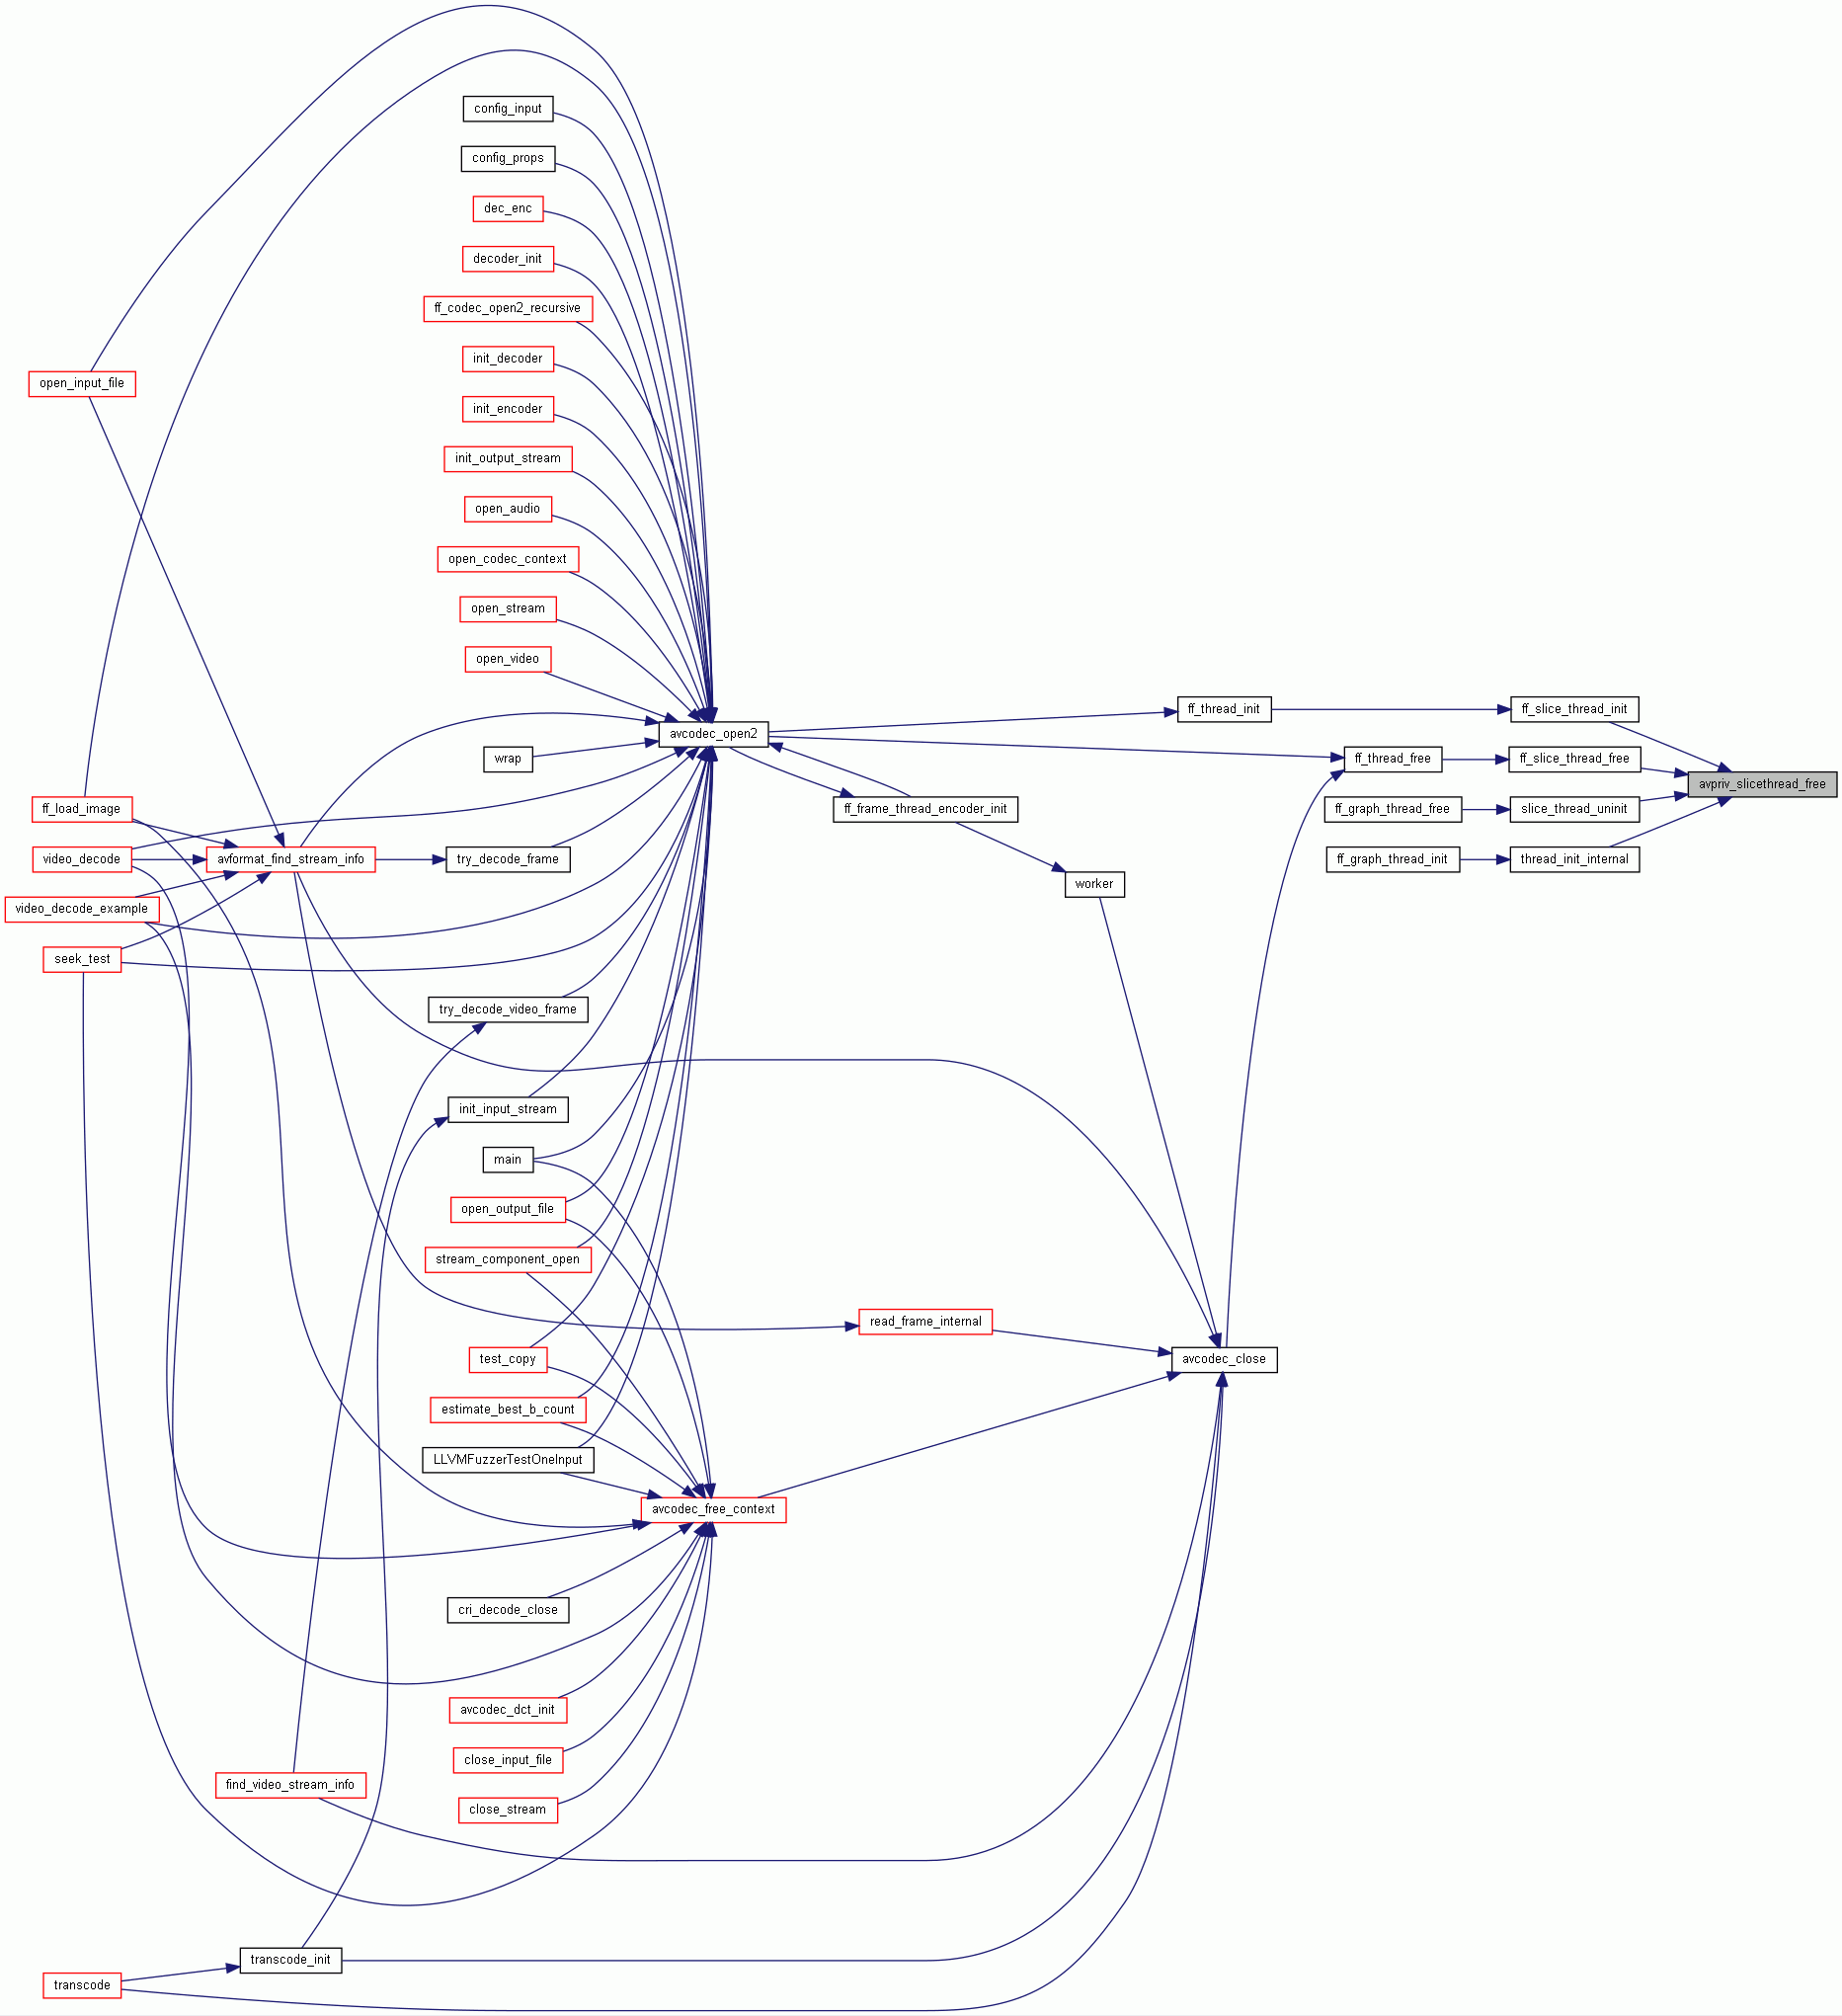 config_input
config_props
dec_enc
decoder_init
ff_codec_open2_recursive
init_decoder
open_input_file
init_encoder
init_output_stream
open_audio
open_codec_context
open_stream
open_video
ff_thread_init
ff_slice_thread_init
avcodec_open2
wrap
ff_thread_free
ff_slice_thread_free
avpriv_slicethread_free
ff_load_image
ff_frame_thread_encoder_init
ff_graph_thread_free
slice_thread_uninit
video_decode
avformat_find_stream_info
try_decode_frame
ff_graph_thread_init
thread_init_internal
worker
video_decode_example
seek_test
try_decode_video_frame
init_input_stream
main
open_output_file
stream_component_open
read_frame_internal
test_copy
avcodec_close
estimate_best_b_count
LLVMFuzzerTestOneInput
avcodec_free_context
cri_decode_close
avcodec_dct_init
close_input_file
find_video_stream_info
close_stream
transcode_init
transcode